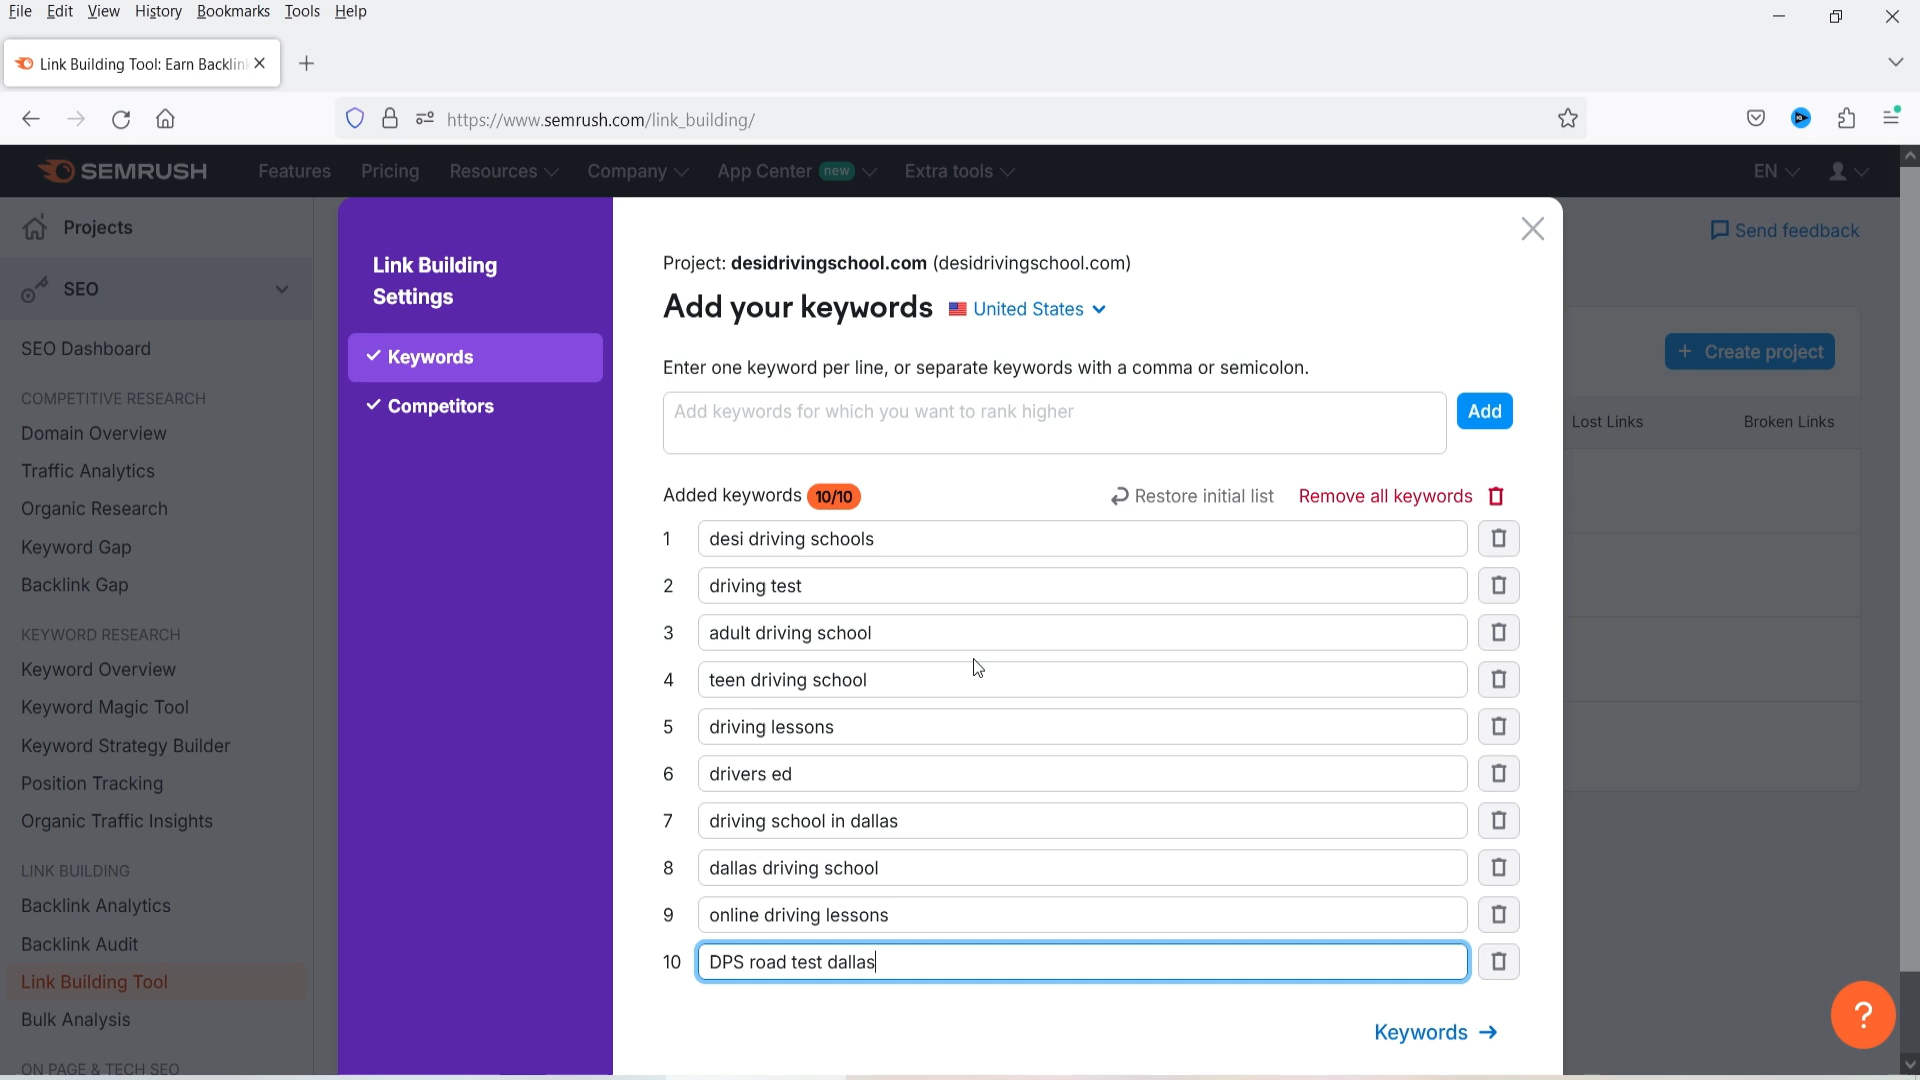 File Edit View History Bookmarks Tools Help
Link Building Tool: Earn Backlin
https://www.semrush.com/link_building/
SEMRUSH Features Pricing Resources Company App Center new Extra tools EN
Projects
SEO
SEO Dashboard
COMPETITIVE RESEARCH
Domain Overview
Traffic Analytics
Organic Research
Keyword Gap
Backlink Gap
KEYWORD RESEARCH
Keyword Overview
Keyword Magic Tool
Keyword Strategy Builder
Position Tracking
Organic Traffic Insights
LINK BUILDING
Backlink Analytics
Backlink Audit
Link Building Tool
Bulk Analysis
ON PAGE & TECH SEO
Link Building
Settings
Keywords
Competitors
Project: desidrivingschool.com (desidrivingschool.com)
Add your keywords United States
Enter one keyword per line, or separate keywords with a comma or semicolon.
Add keywords for which you want to rank higher
Add
Added keywords 10/10 Restore initial list Remove all keywords
1 desi driving schools
2 driving test
3 adult driving school
4 teen driving school
5 driving lessons
6 drivers ed
7 driving school in dallas
8 dallas driving school
9 online driving lessons
10 DPS road test dallas
Keywords →
Send feedback
+ Create project
Lost Links Broken Links
?